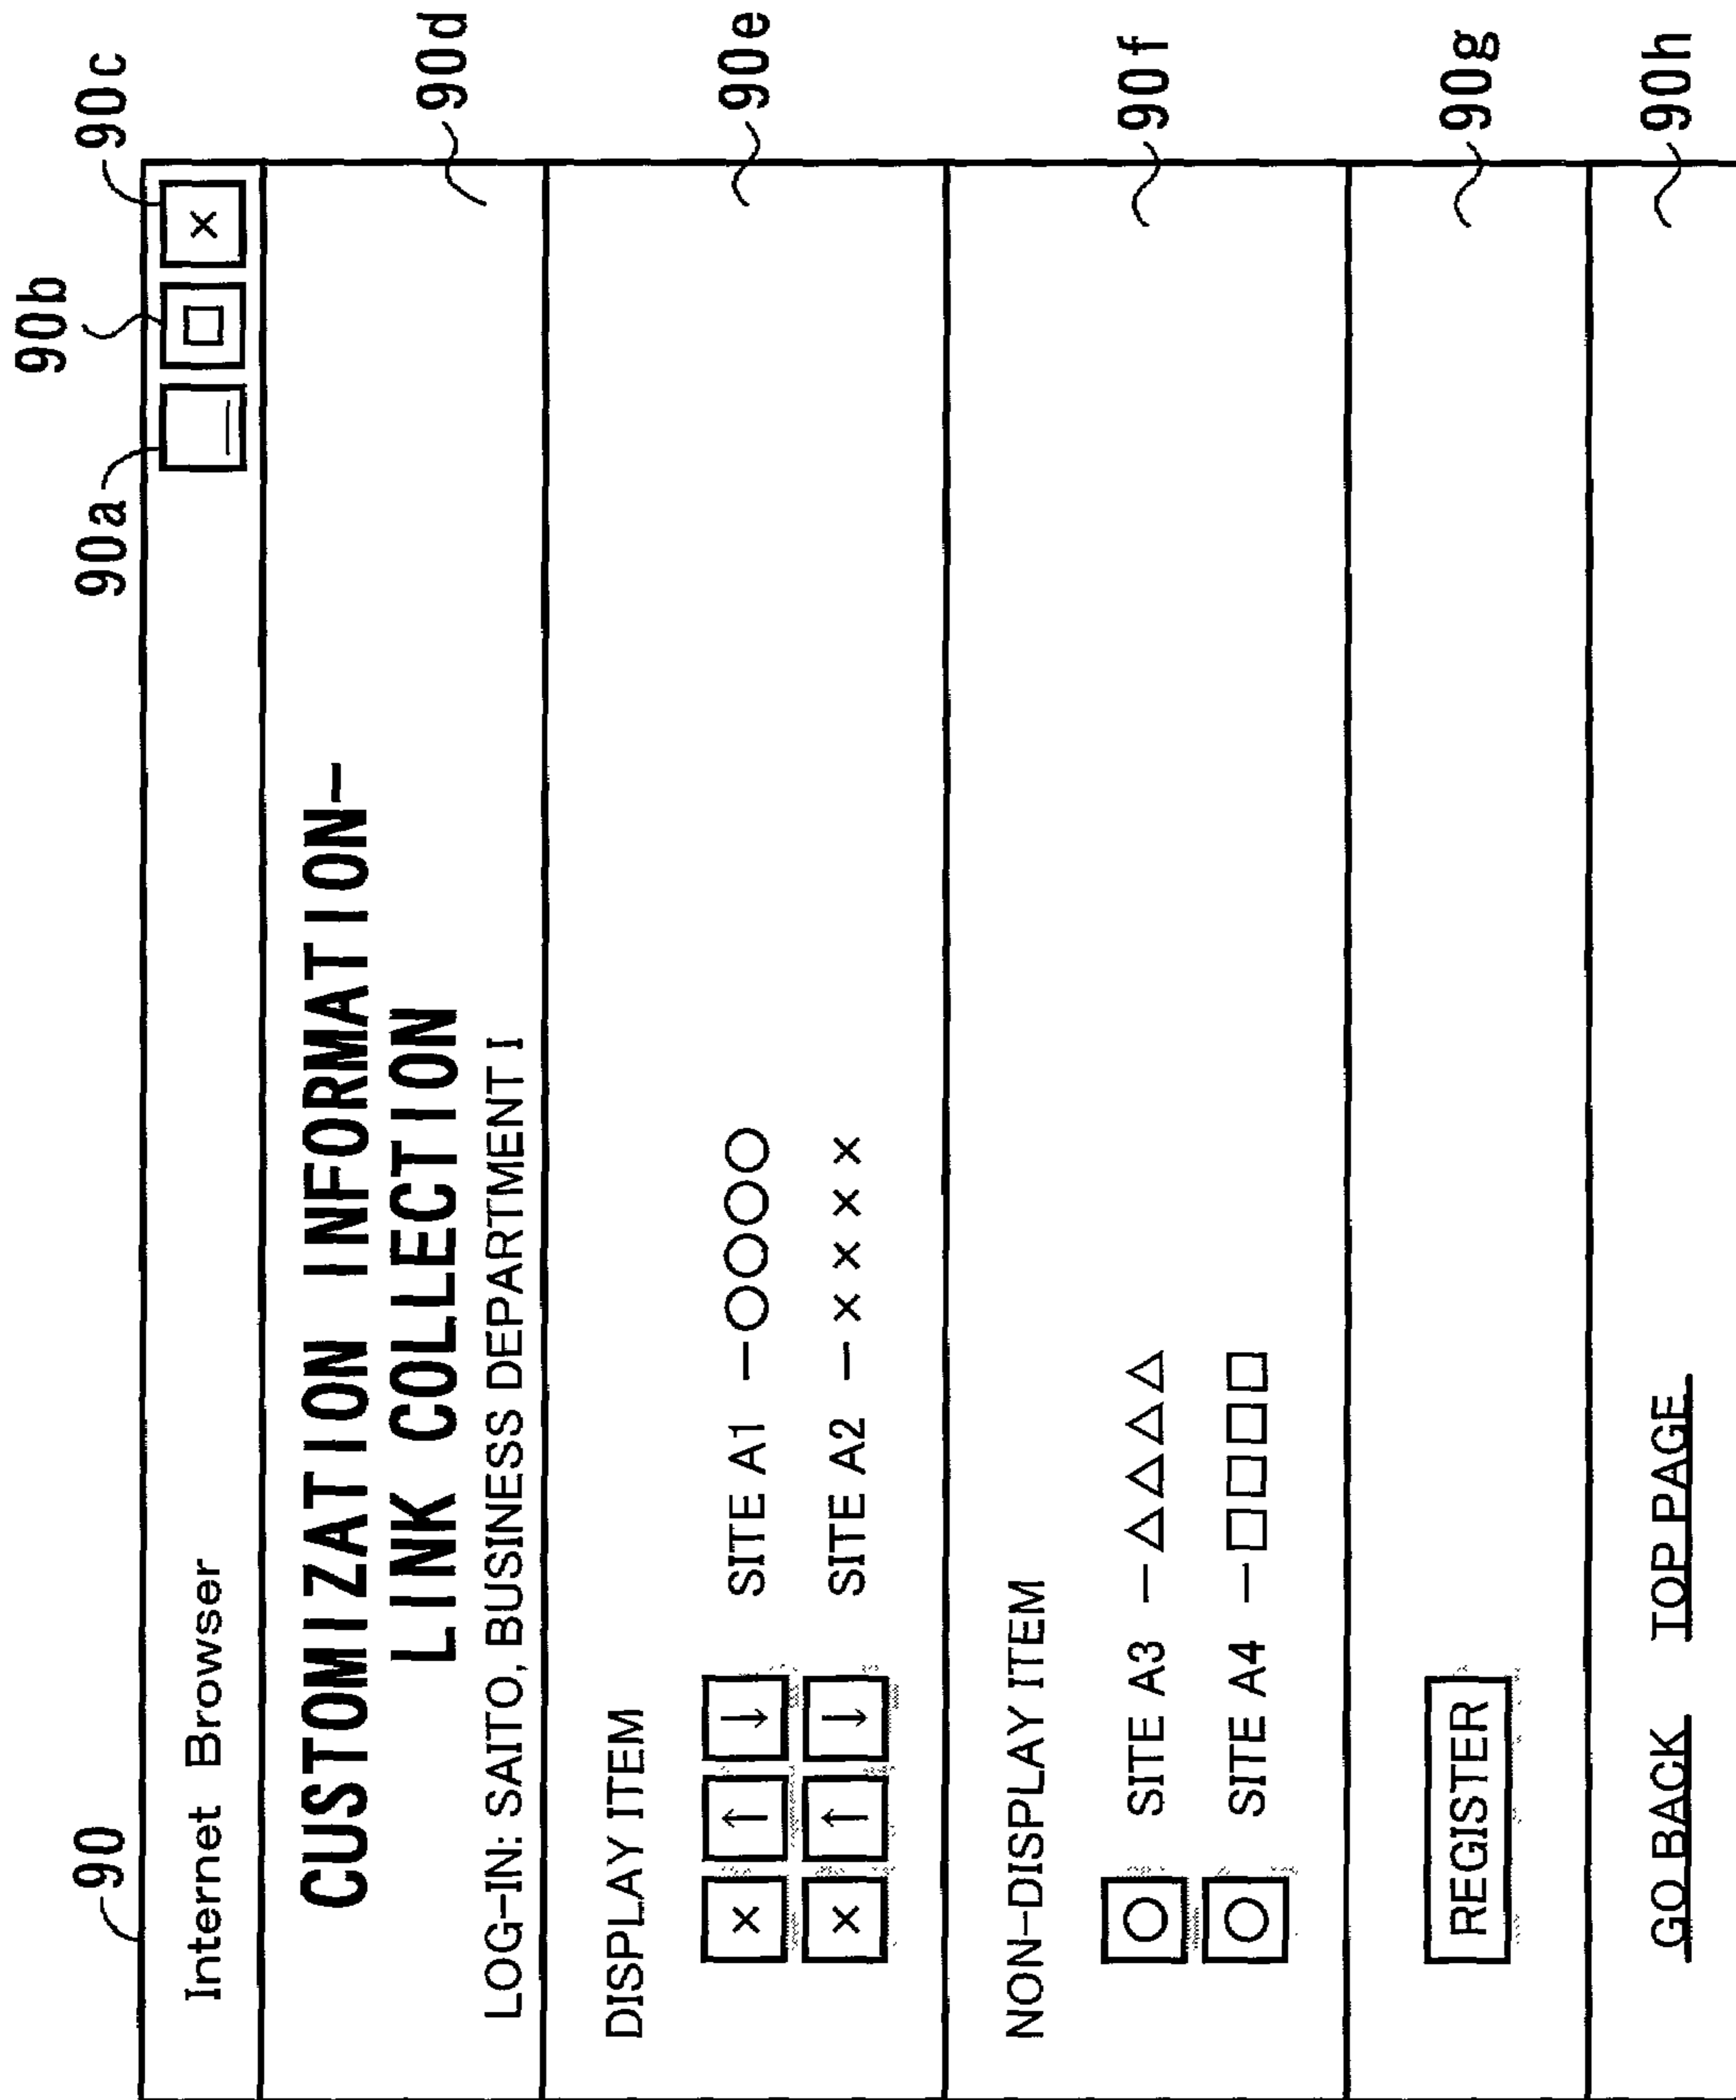 90b
90 90a 90c
Internet Browser ×
CUSTOMIZATION INFORMATION–
LINK COLLECTION 90d
LOG-IN: SAITO, BUSINESS DEPARTMENT I
DISPLAY ITEM
× ↑ ↓ SITE A1 –○○○○ 90e
× ↑ ↓ SITE A2 –××××
NON-DISPLAY ITEM
○ SITE A3 –△△△△ 90f
○ SITE A4 –□□□□
REGISTER 90g
GO BACK TOP PAGE 90h